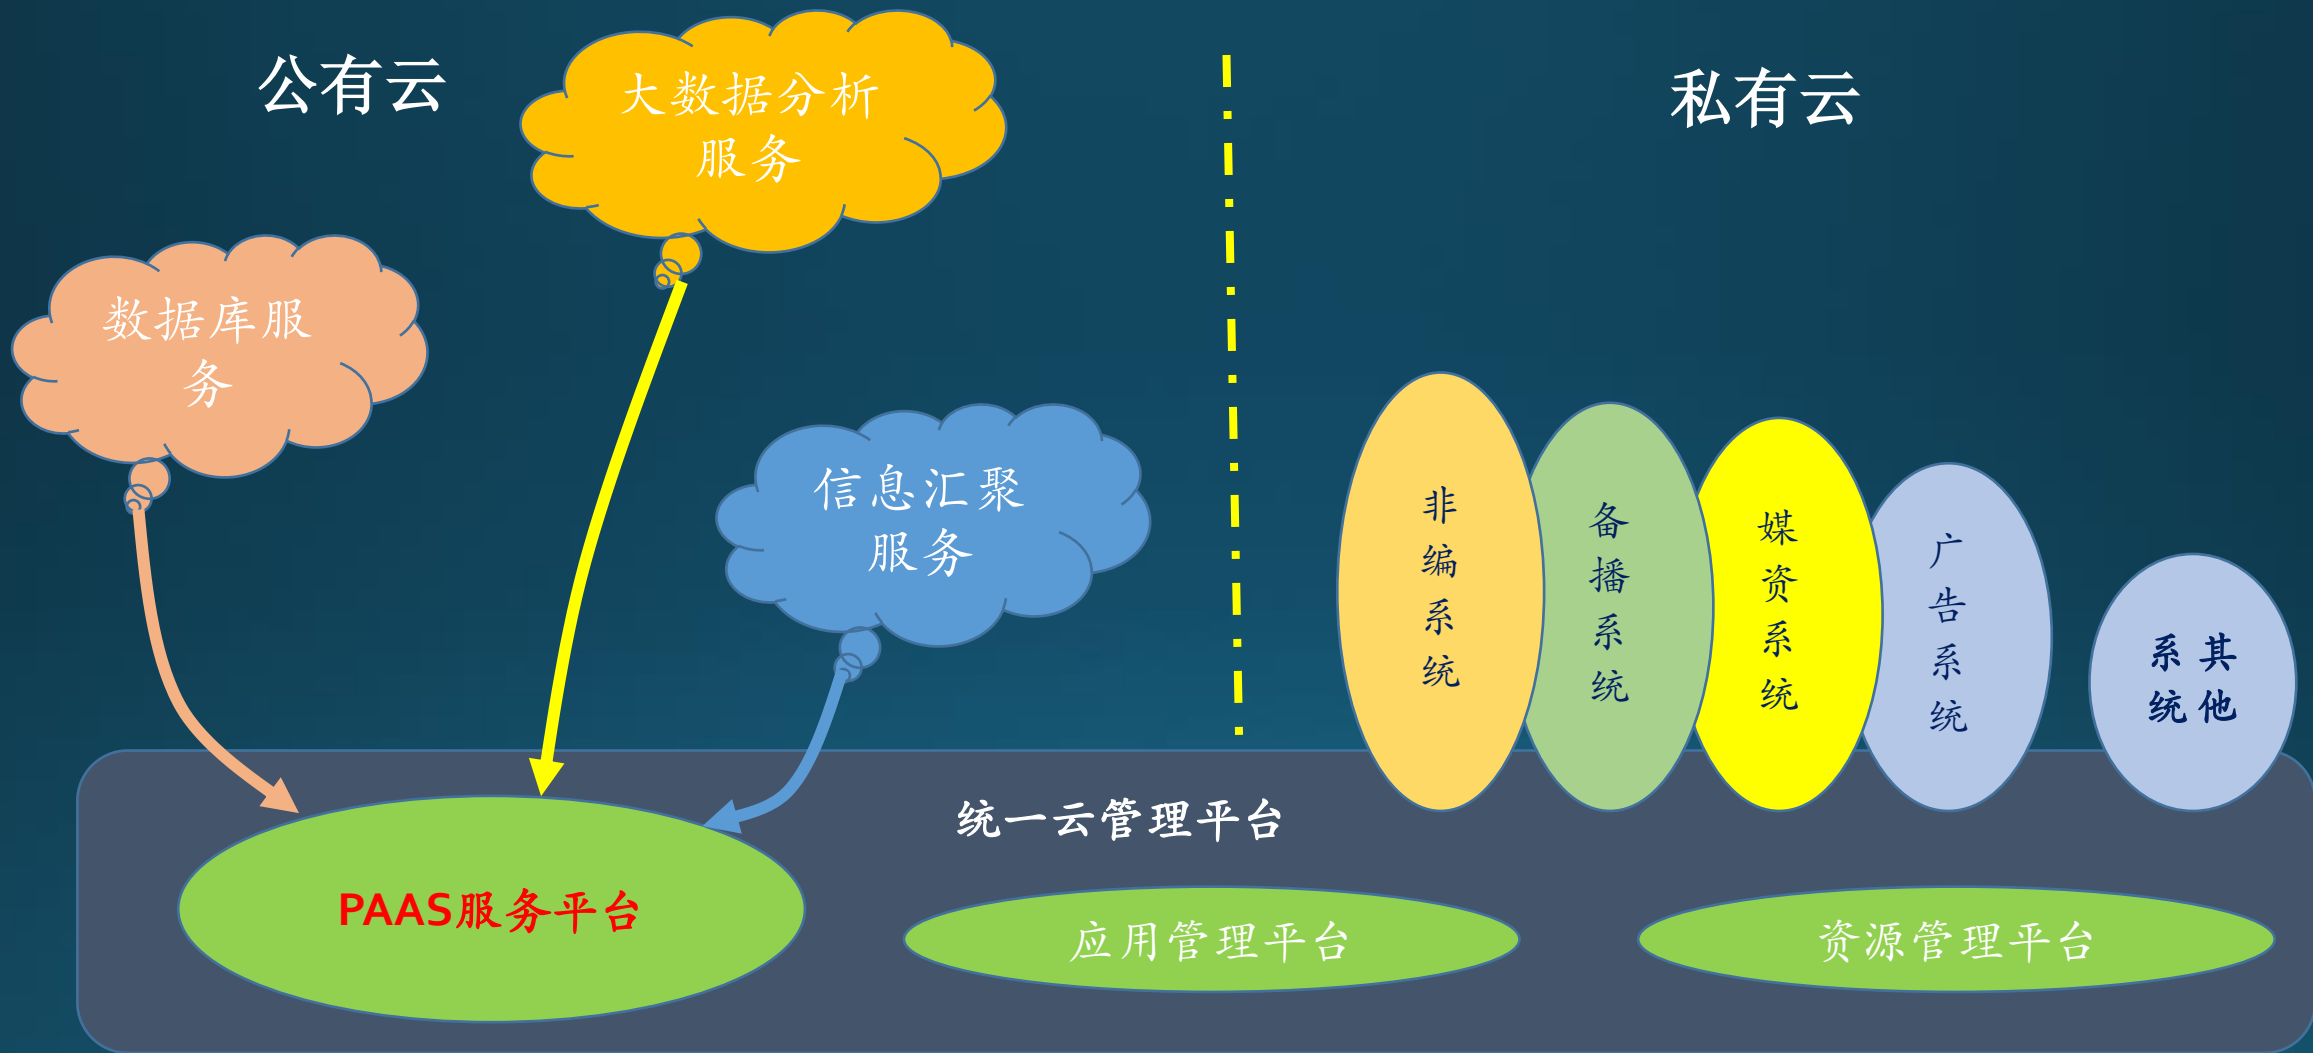 公有云
大数据分析
服务
私有云
数据库服
务
信息汇聚
服务
非编系统
备播系统
媒资系统
广告系统
其他
系统
统一云管理平台
PAAS服务平台
应用管理平台
资源管理平台